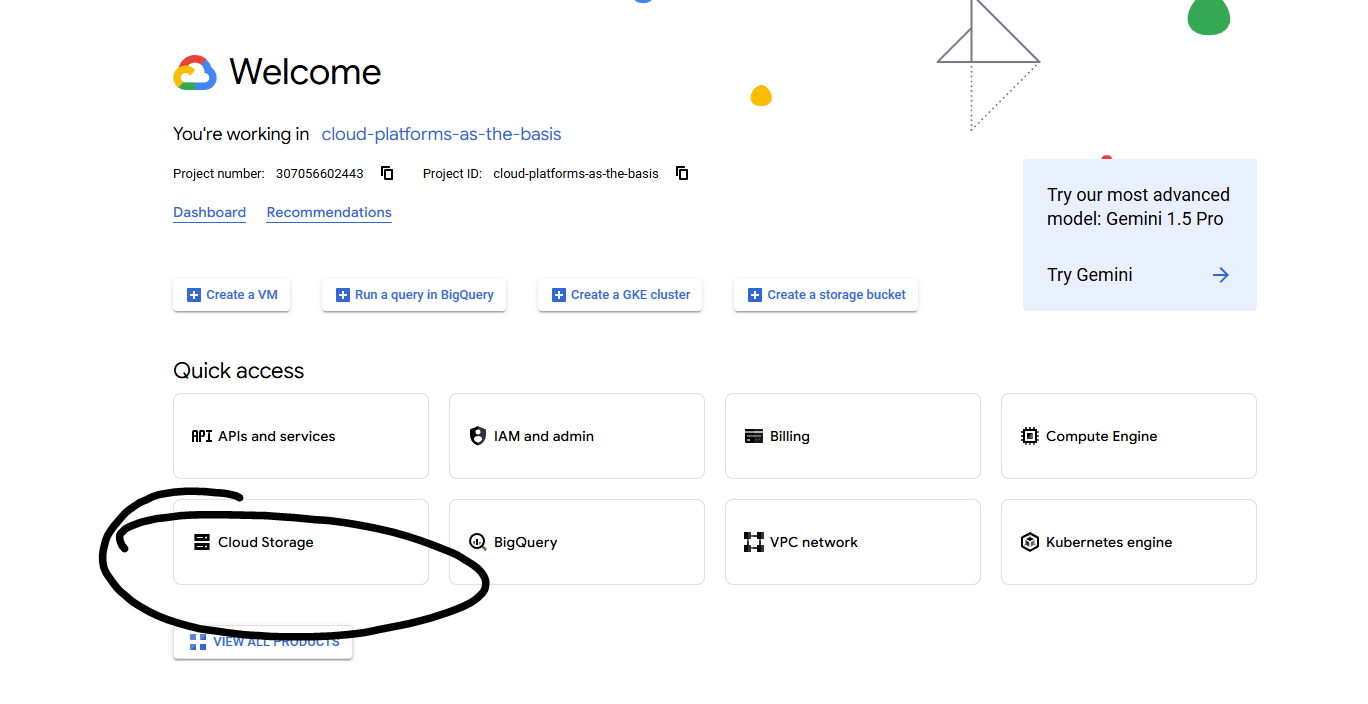 Welcome
You're working in cloud-platforms-as-the-basis
Project number: 307056602443 Project ID: cloud-platforms-as-the-basis
Dashboard Recommendations
Try our most advanced
model: Gemini 1.5 Pro
Try Gemini
Create a VM Run a query in BigQuery Create a GKE cluster Create a storage bucket
Quick access
API APIs and services IAM and admin Billing Compute Engine
Cloud Storage BigQuery VPC network Kubernetes engine
VIEW ALL PRODUCTS